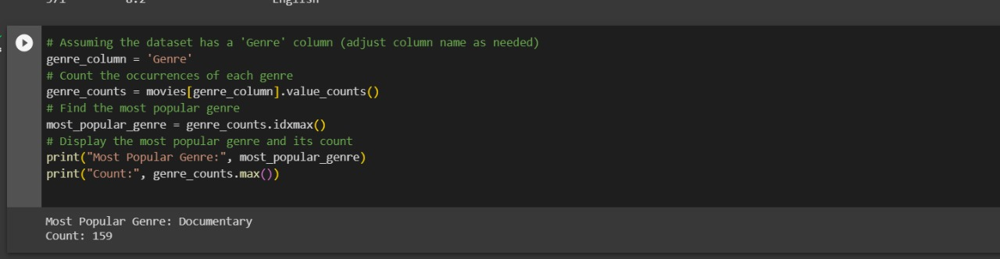 English
# Assuming the dataset has a 'Genre' column (adjust column name as needed)
genre_column = 'Genre'
# Count the occurrences of each genre
genre_counts = movies[genre_column].value_counts()
# Find the most popular genre
most_popular_genre = genre_counts.idxmax()
# Display the most popular genre and its count
print("Most Popular Genre:", most_popular_genre)
print("Count:", genre_counts.max())
Most Popular Genre: Documentary
Count: 159